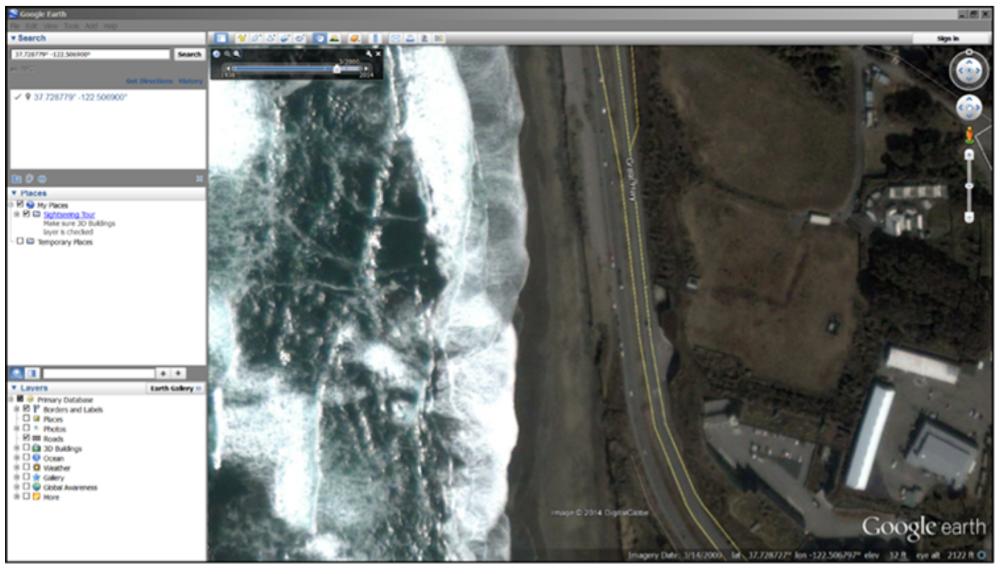 Google Earth
File Edit View Tools Add Help
▼ Search
37.728779° -122.506900°
Search
Get Directions History
37.728779° -122.506900°
▼ Places
My Places
Sightseeing Tour
Make sure 3D Buildings
layer is checked
Temporary Places
▼ Layers
Earth Gallery »
Primary Database
Borders and Labels
Places
Photos
Roads
3D Buildings
Ocean
Weather
Gallery
Global Awareness
More
Sign in
3/2000
1938
2014
Great Hwy
Image © 2014 DigitalGlobe
Google earth
Imagery Date: 3/14/2000 lat 37.728727° lon -122.506797° elev 12 ft eye alt 2122 ft